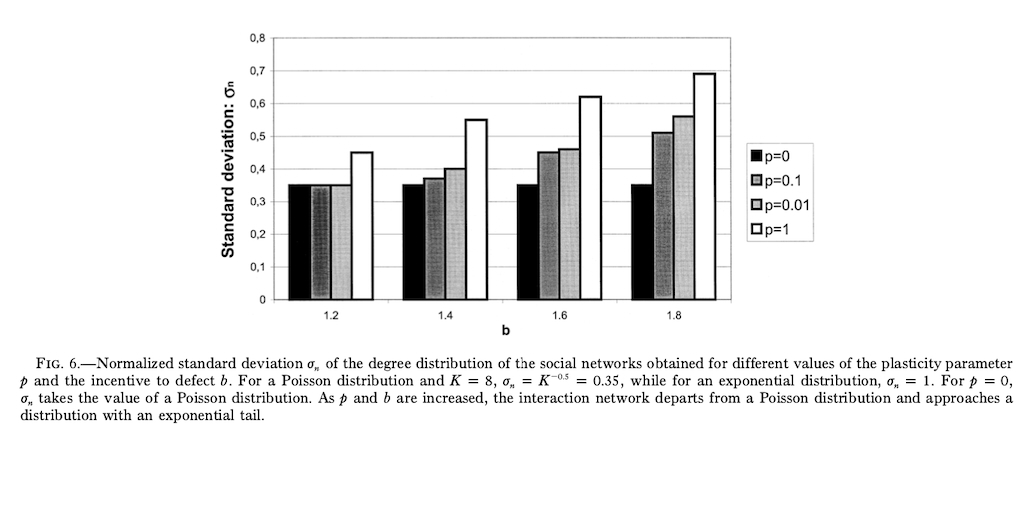 0,8
0,7
0,6
0,5
0,4
0,3
0,2
0,1
0
Standard deviation: σn
1.2 1.4 1.6 1.8
b
p=0
p=0.1
p=0.01
p=1
FIG. 6.—Normalized standard deviation σn of the degree distribution of the social networks obtained for different values of the plasticity parameter
p and the incentive to defect b. For a Poisson distribution and K = 8, σn = K−0.5 = 0.35, while for an exponential distribution, σn = 1. For p = 0,
σn takes the value of a Poisson distribution. As p and b are increased, the interaction network departs from a Poisson distribution and approaches a
distribution with an exponential tail.